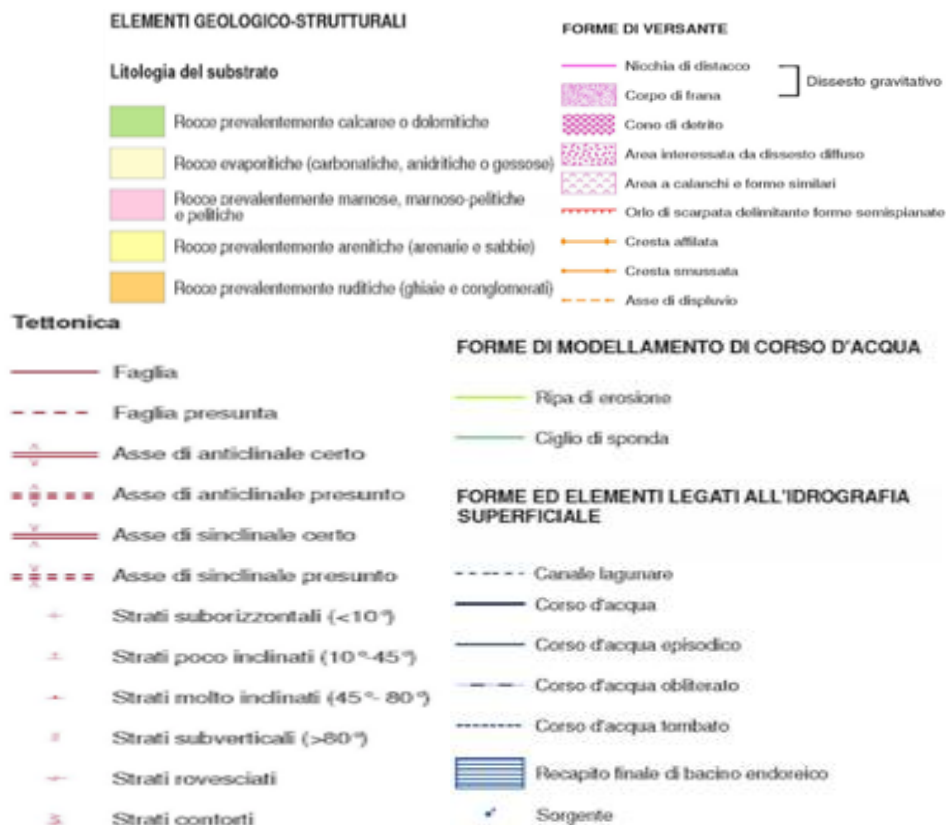 ELEMENTI GEOLOGICO-STRUTTURALI
Litologia del substrato
Rocce prevalentemente calcaree o dolomitiche
Rocce evaporitiche (carbonatiche, anidritiche o gessose)
Rocce prevalentemente marnose, marnoso-pelitiche
e pelitiche
Rocce prevalentemente arenitiche (arenarie e sabbie)
Rocce prevalentemente ruditiche (ghiaie e conglomerati)
Tettonica
Faglia
Faglia presunta
Asse di anticlinale certo
Asse di anticlinale presunto
Asse di sinclinale certo
Asse di sinclinale presunto
Strati suborizzontali (<10°)
Strati poco inclinati (10°-45°)
Strati molto inclinati (45°- 80°)
Strati subverticali (>80°)
Strati rovesciati
Strati contorti
FORME DI VERSANTE
Nicchia di distacco
Corpo di frana
Dissesto gravitativo
Cono di detrito
Area interessata da dissesto diffuso
Area a calanchi e forme similari
Orlo di scarpata delimitante forme semispianate
Cresta affilata
Cresta smussata
Asse di displuvio
FORME DI MODELLAMENTO DI CORSO D'ACQUA
Ripa di erosione
Ciglio di sponda
FORME ED ELEMENTI LEGATI ALL'IDROGRAFIA
SUPERFICIALE
Canale lagunare
Corso d'acqua
Corso d'acqua episodico
Corso d'acqua obliterato
Corso d'acqua tombato
Recapito finale di bacino endoreico
Sorgente